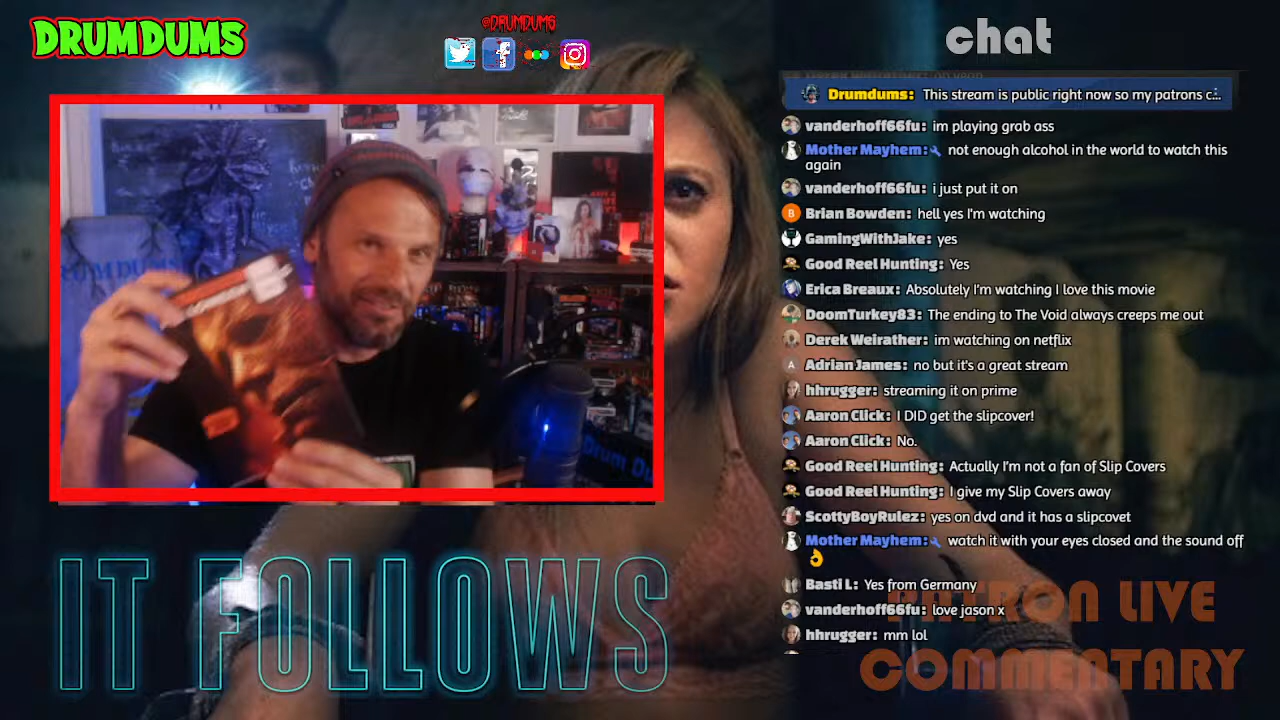 DRUMDUMS
@DRUMDUMS
chat
Drumdums: This stream is public right now so my patrons c...
vanderhoff66fu: im playing grab ass
Mother Mayhem: not enough alcohol in the world to watch this
again
vanderhoff66fu: i just put it on
B Brian Bowden: hell yes I'm watching
GamingWithJake: yes
Good Reel Hunting: Yes
Erica Breaux: Absolutely I'm watching I love this movie
DoomTurkey83: The ending to The Void always creeps me out
Derek Weirather: im watching on netflix
A Adrian James: no but it's a great stream
hhrugger: streaming it on prime
Aaron Click: I DID get the slipcover!
Aaron Click: No.
Good Reel Hunting: Actually I'm not a fan of Slip Covers
Good Reel Hunting: I give my Slip Covers away
ScottyBoyRulez: yes on dvd and it has a slipcovet
Mother Mayhem: watch it with your eyes closed and the sound off
👌
Basti L: Yes from Germany
vanderhoff66fu: love jason x
hhrugger: mm lol
IT FOLLOWS
PATRON LIVE
COMMENTARY